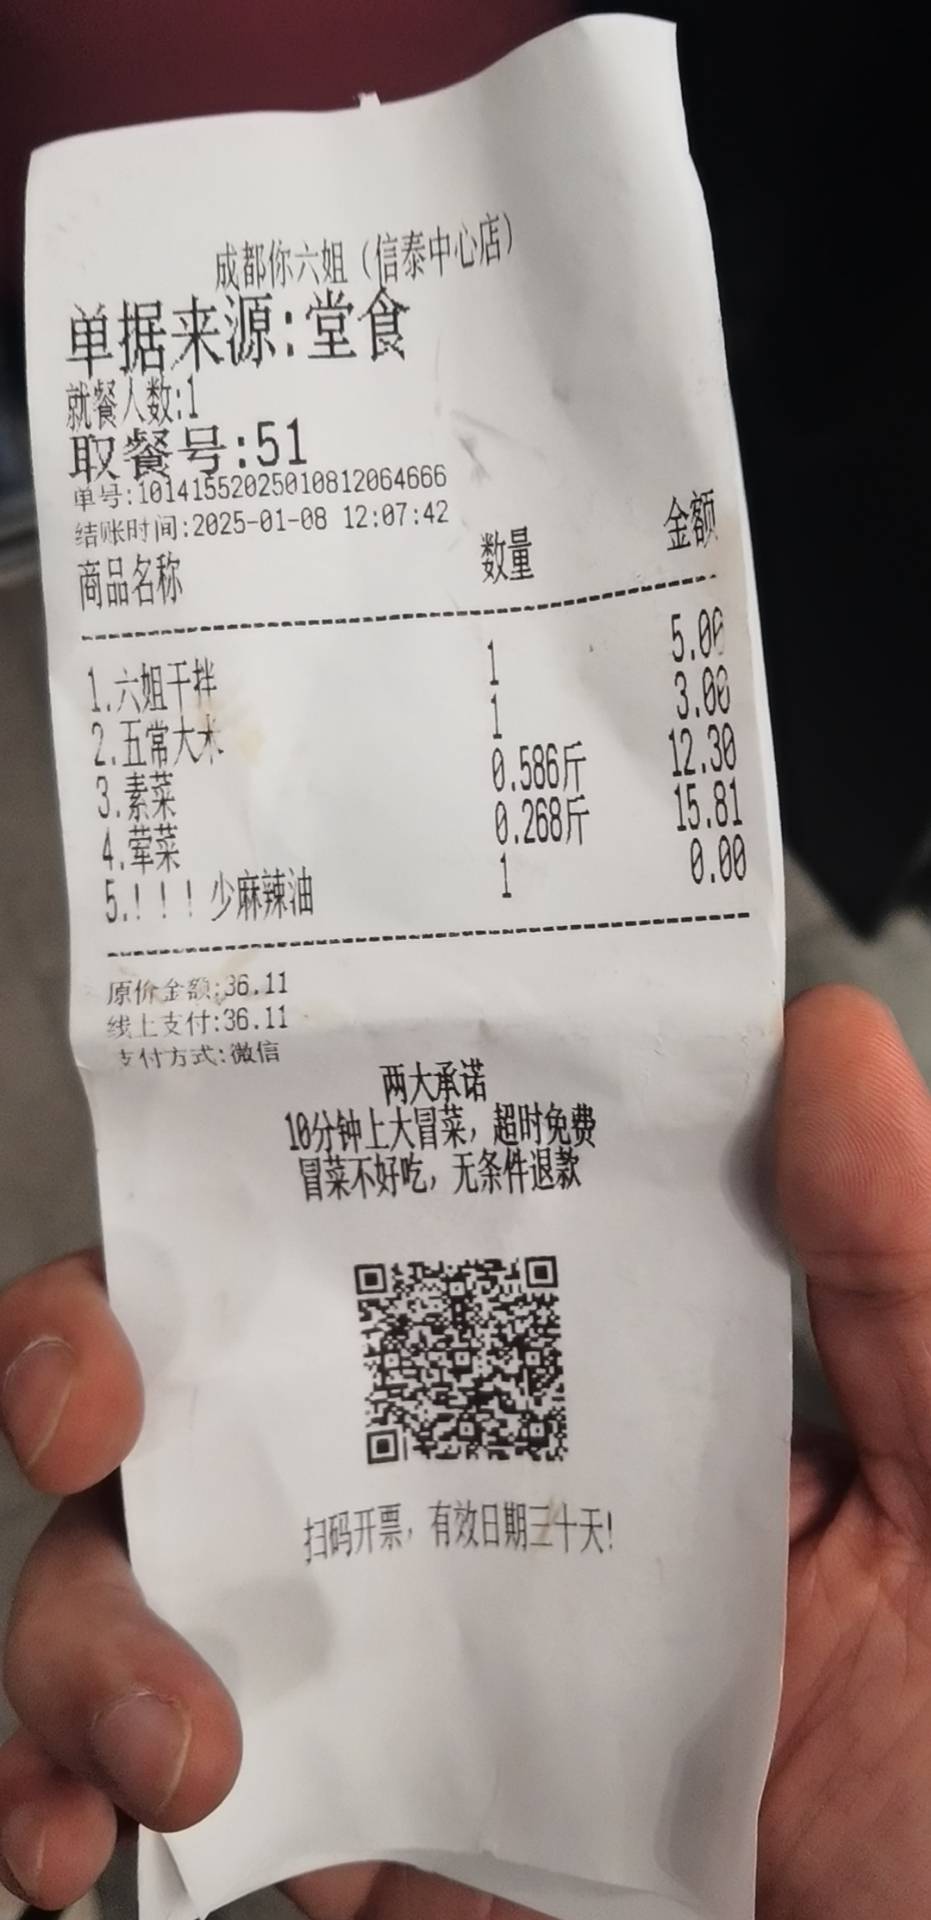 成都你六姐（信泰中心店）
单据来源:堂食
就餐人数:1
取餐号:51
单号:10141552025010812064666
结账时间:2025-01-08 12:07:42
商品名称 数量 金额
1.六姐干拌 1 5.00
2.五常大米 1 3.00
3.素菜 0.586斤 12.30
4.荤菜 0.268斤 15.81
5.！！！少麻辣油 1 0.00
原价金额:36.11
线上支付:36.11
支付方式:微信
两大承诺
10分钟上大冒菜，超时免费
冒菜不好吃，无条件退款
扫码开票，有效日期三十天!